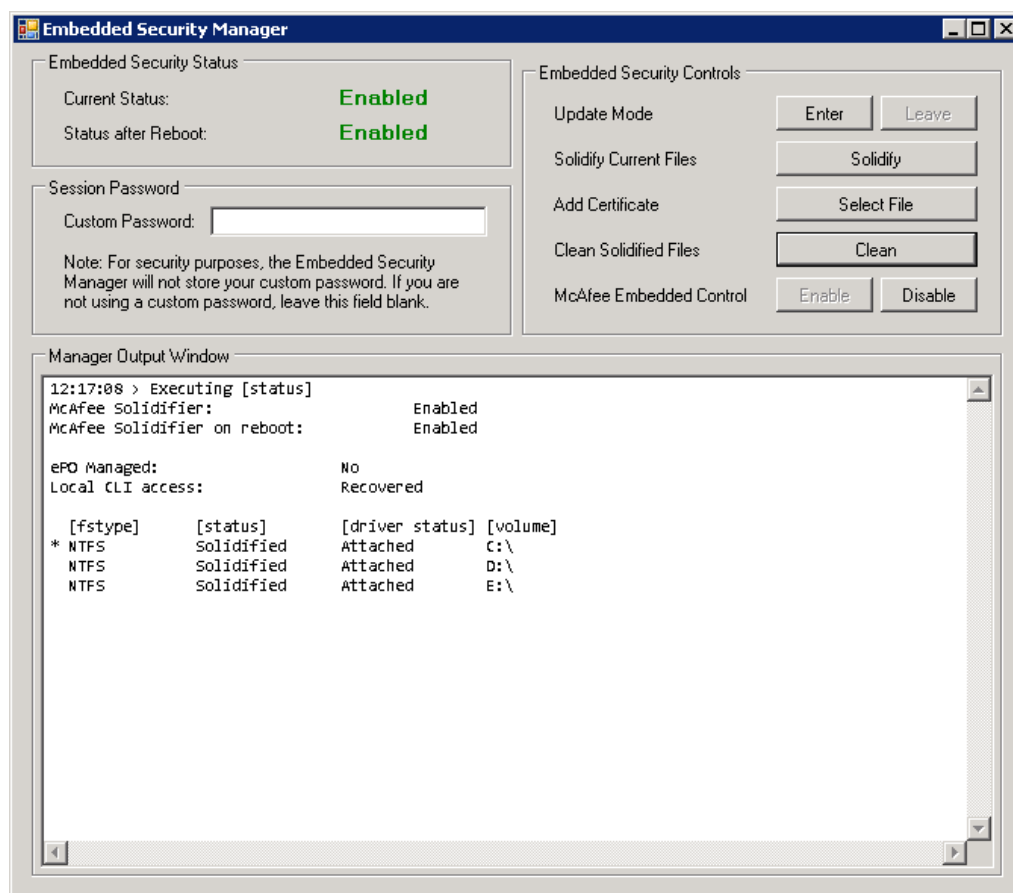 Embedded Security Manager
Embedded Security Status
Current Status: Enabled
Status after Reboot: Enabled
Session Password
Custom Password:
Note: For security purposes, the Embedded Security
Manager will not store your custom password. If you are
not using a custom password, leave this field blank.
Embedded Security Controls
Update Mode Enter Leave
Solidify Current Files Solidify
Add Certificate Select File
Clean Solidified Files Clean
McAfee Embedded Control Enable Disable
Manager Output Window
12:17:08 > Executing [status]
McAfee Solidifier: Enabled
McAfee Solidifier on reboot: Enabled
ePO Managed: No
Local CLI access: Recovered
[fstype] [status] [driver status] [volume]
* NTFS Solidified Attached C:\
NTFS Solidified Attached D:\
NTFS Solidified Attached E:\